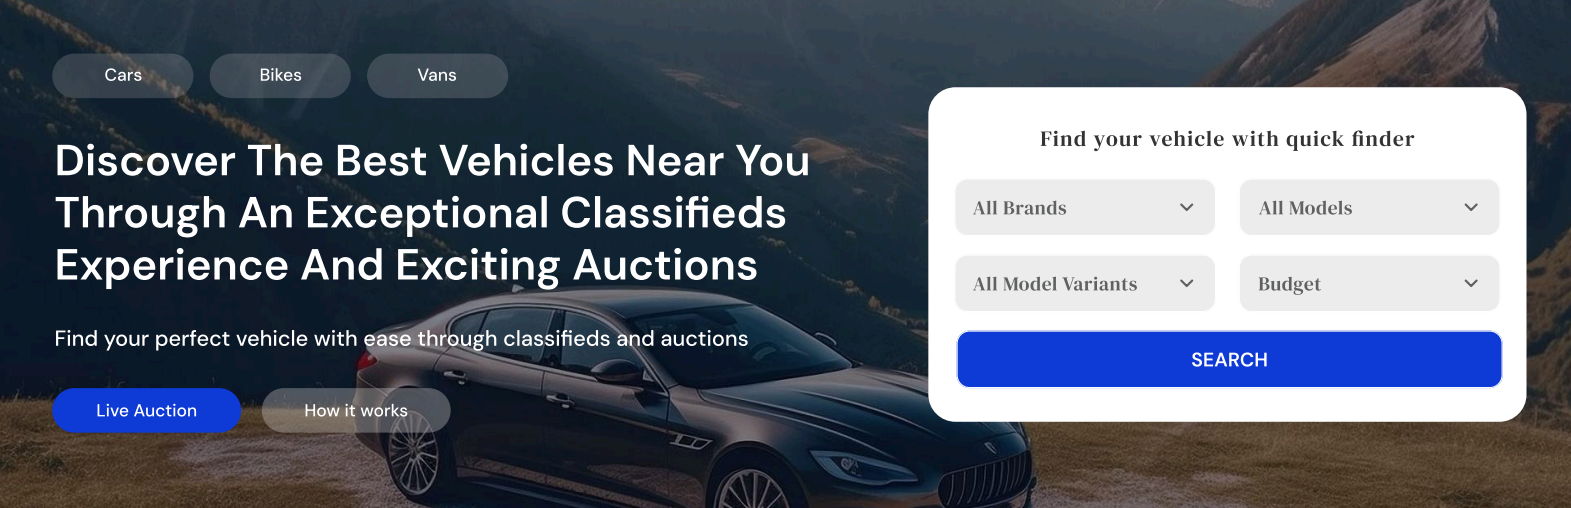 Cars
Bikes
Vans
Discover The Best Vehicles Near You
Through An Exceptional Classifieds
Experience And Exciting Auctions
Find your perfect vehicle with ease through classifieds and auctions
Live Auction
How it works
Find your vehicle with quick finder
All Brands
All Models
All Model Variants
Budget
SEARCH